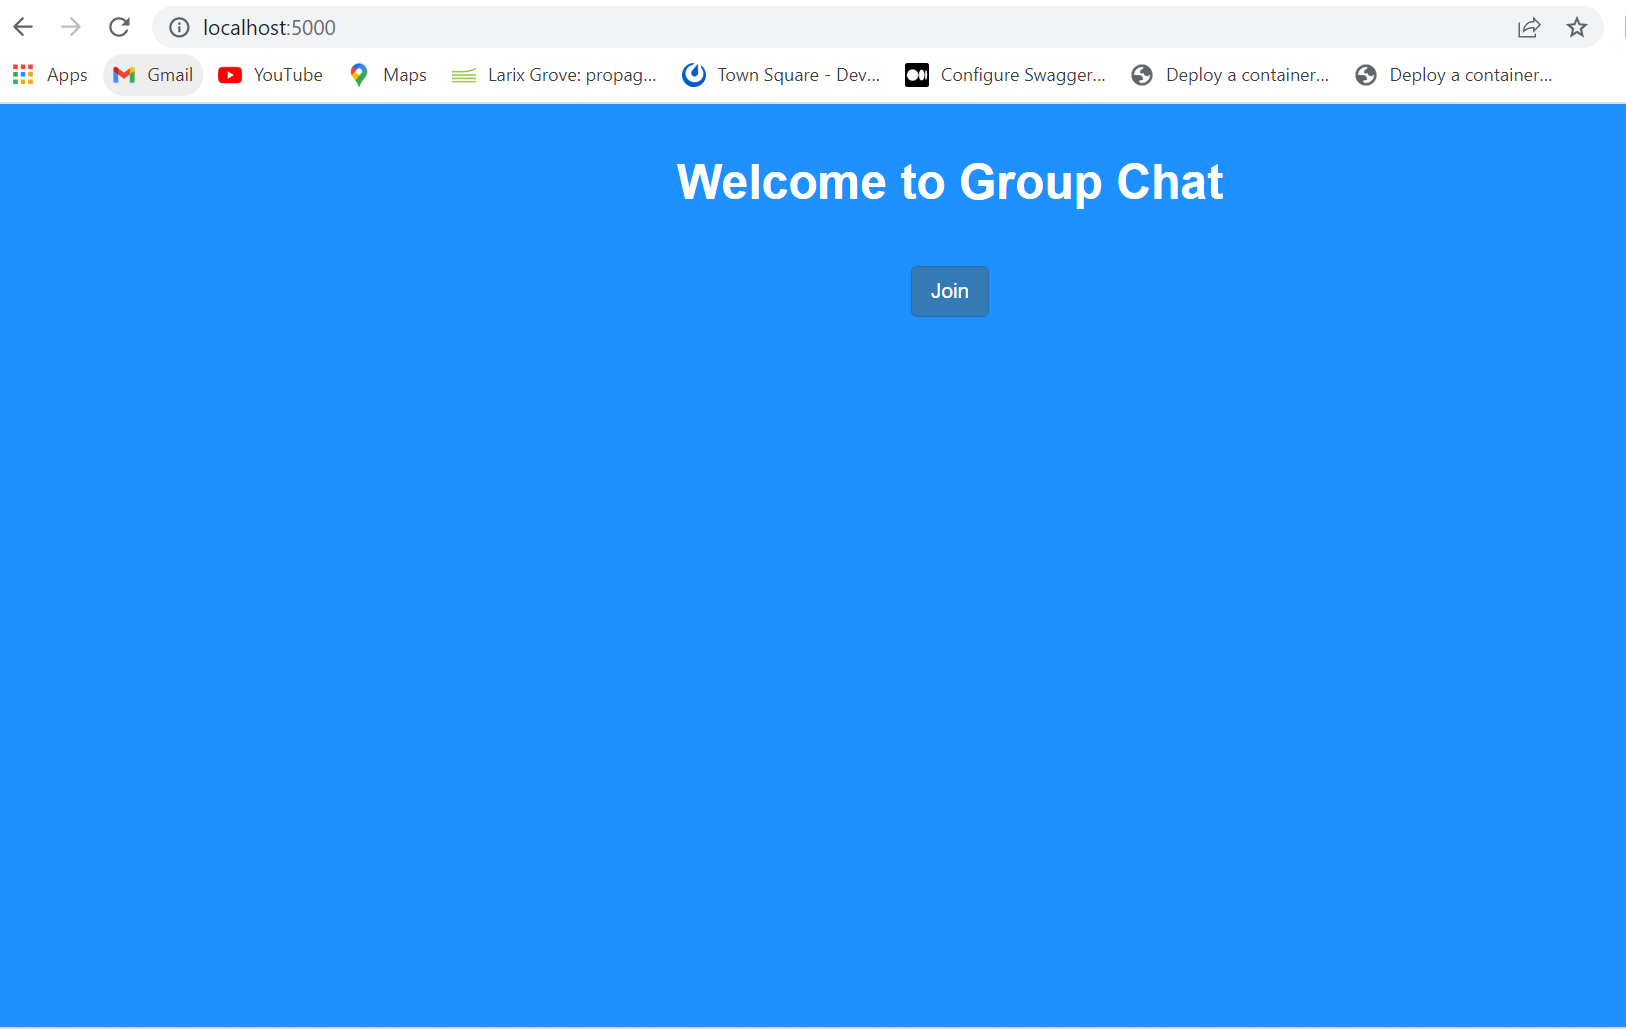 localhost:5000
Apps Gmail YouTube Maps Larix Grove: propag... Town Square - Dev... Configure Swagger... Deploy a container... Deploy a container...
Welcome to Group Chat
Join